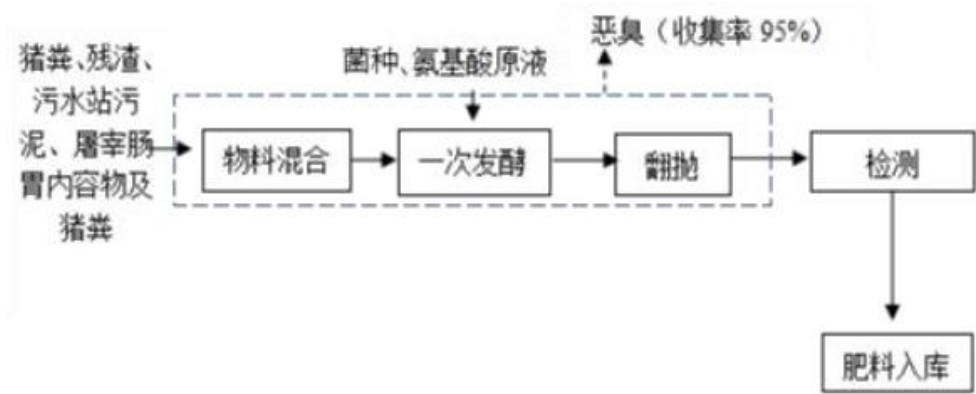 恶臭（收集率 95%）
猪粪、残渣、
污水站污
泥、屠宰肠
胃内容物及
猪粪
菌种、氨基酸原液
物料混合
一次发酵
翻抛
检测
肥料入库